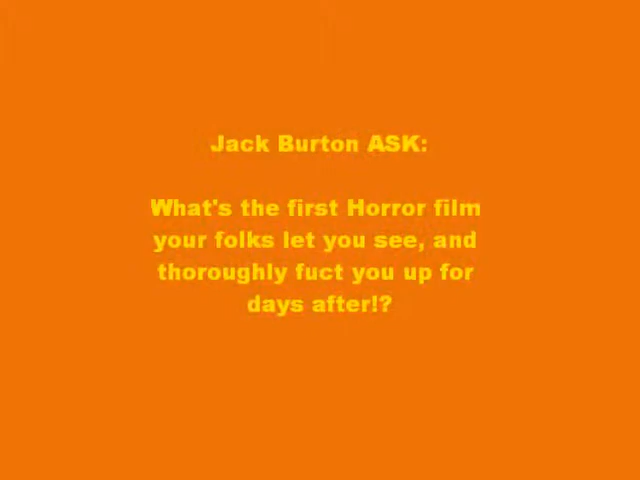 Jack Burton ASK:
What's the first Horror film
your folks let you see, and
thoroughly fuct you up for
days after!?